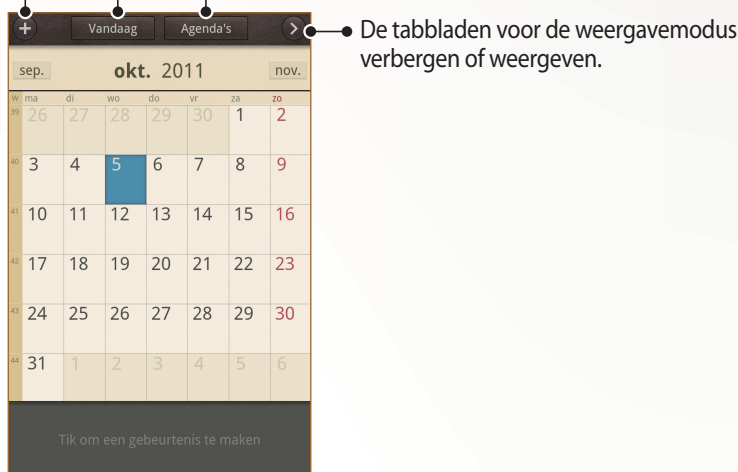 + Vandaag Agenda's >
De tabbladen voor de weergavemodus
verbergen of weergeven.
sep. okt. 2011 nov.
W ma di wo do vr za zo
39 26 27 28 29 30 1 2
40 3 4 5 6 7 8 9
41 10 11 12 13 14 15 16
42 17 18 19 20 21 22 23
43 24 25 26 27 28 29 30
44 31 1 2 3 4 5 6
Tik om een gebeurtenis te maken